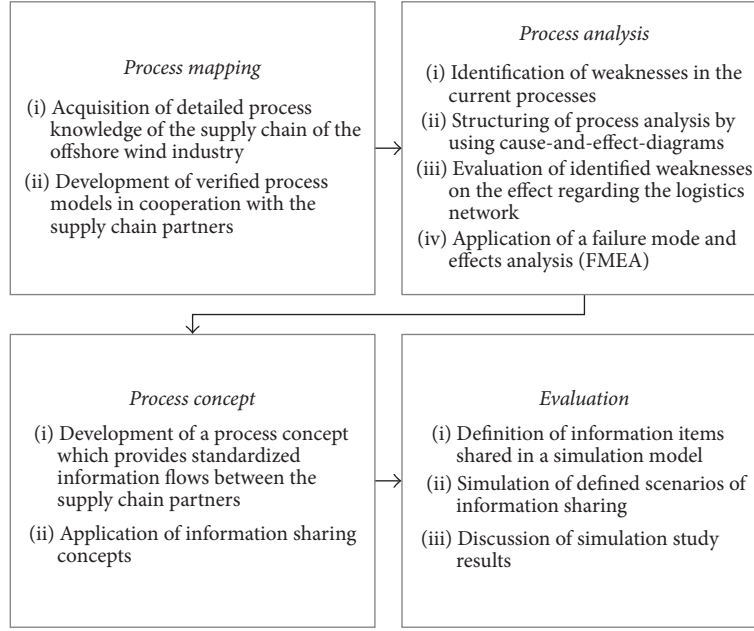 Process mapping
(i) Acquisition of detailed process
knowledge of the supply chain of the
offshore wind industry
(ii) Development of verified process
models in cooperation with the
supply chain partners
Process analysis
(i) Identification of weaknesses in the
current processes
(ii) Structuring of process analysis by
using cause-and-effect-diagrams
(iii) Evaluation of identified weaknesses
on the effect regarding the logistics
network
(iv) Application of a failure mode and
effects analysis (FMEA)
Process concept
(i) Development of a process concept
which provides standardized
information flows between the
supply chain partners
(ii) Application of information sharing
concepts
Evaluation
(i) Definition of information items
shared in a simulation model
(ii) Simulation of defined scenarios of
information sharing
(iii) Discussion of simulation study
results